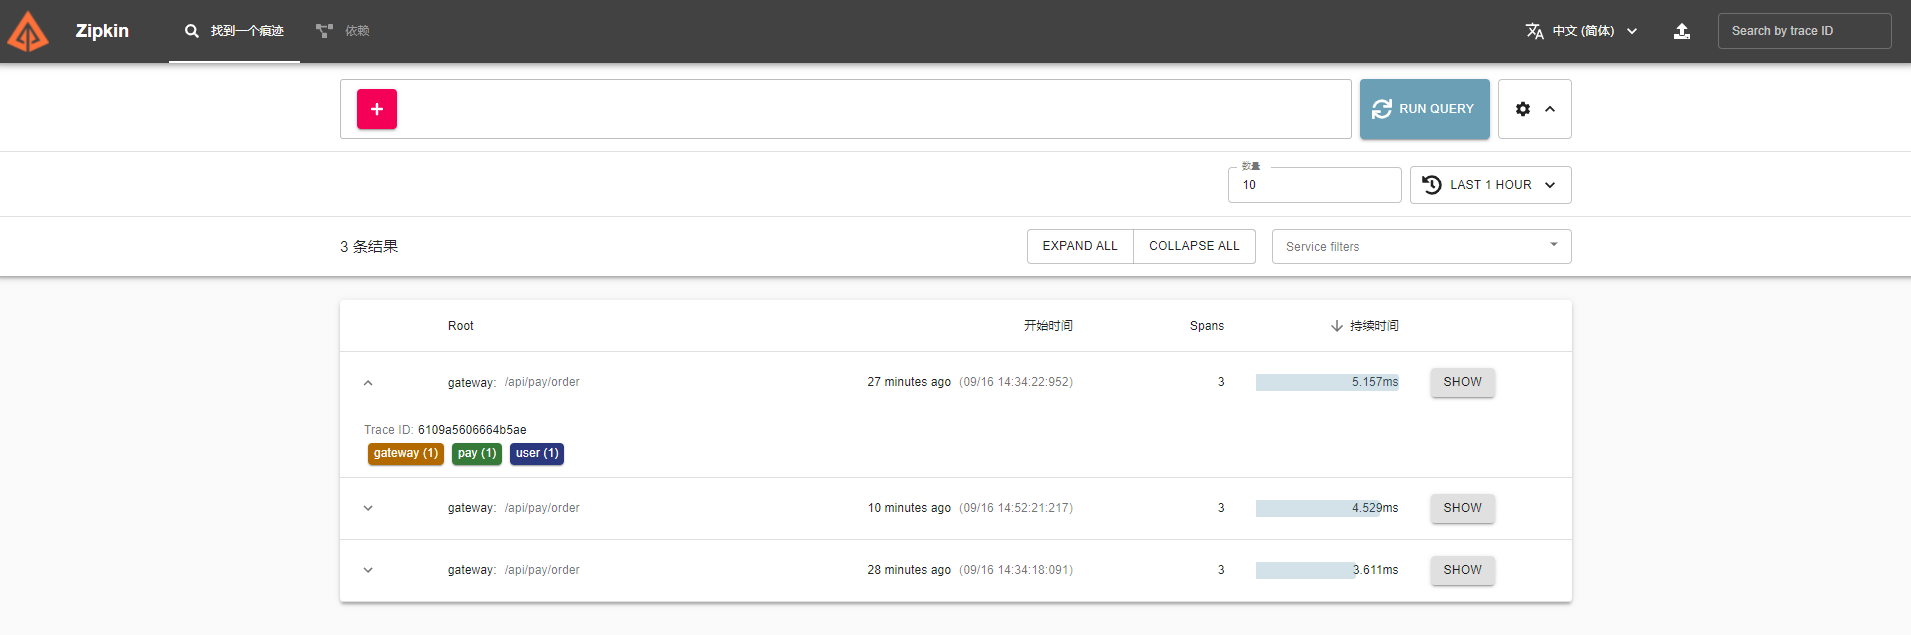 Zipkin 找到一个痕迹 依赖 中文 (简体) Search by trace ID
+ RUN QUERY
数量
10 LAST 1 HOUR
3 条结果 EXPAND ALL COLLAPSE ALL Service filters
Root 开始时间 Spans 持续时间
gateway: /api/pay/order 27 minutes ago (09/16 14:34:22:952) 3 5.157ms SHOW
Trace ID: 6109a5606664b5ae
gateway (1) pay (1) user (1)
gateway: /api/pay/order 10 minutes ago (09/16 14:52:21:217) 3 4.529ms SHOW
gateway: /api/pay/order 28 minutes ago (09/16 14:34:18:091) 3 3.611ms SHOW